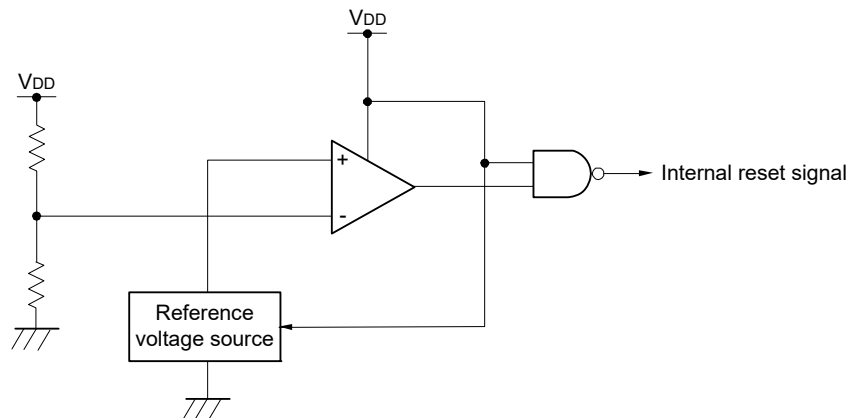 VDD
VDD
+
-
Internal reset signal
Reference
voltage source